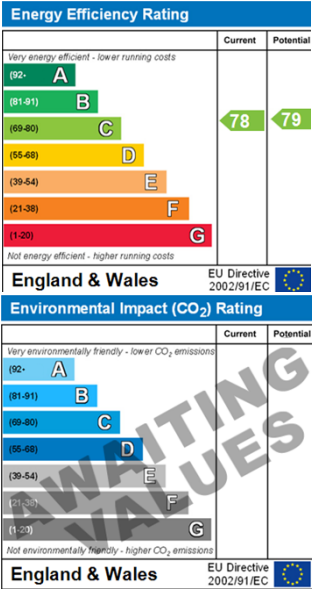 Energy Efficiency Rating
Current Potential
Very energy efficient - lower running costs
(92- A
(81-91) B
(69-80) C 78 79
(55-68) D
(39-54) E
(21-38) F
(1-20) G
Not energy efficient - higher running costs
England & Wales
EU Directive
2002/91/EC
Environmental Impact (CO2) Rating
Current Potential
Very environmentally friendly - lower CO2 emissions
(92- A
(81-91) B
(69-80) C
(55-68) D
(39-54) E
(21-38) F
(1-20) G
AWAITING
VALUES
Not environmentally friendly - higher CO2 emissions
England & Wales
EU Directive
2002/91/EC